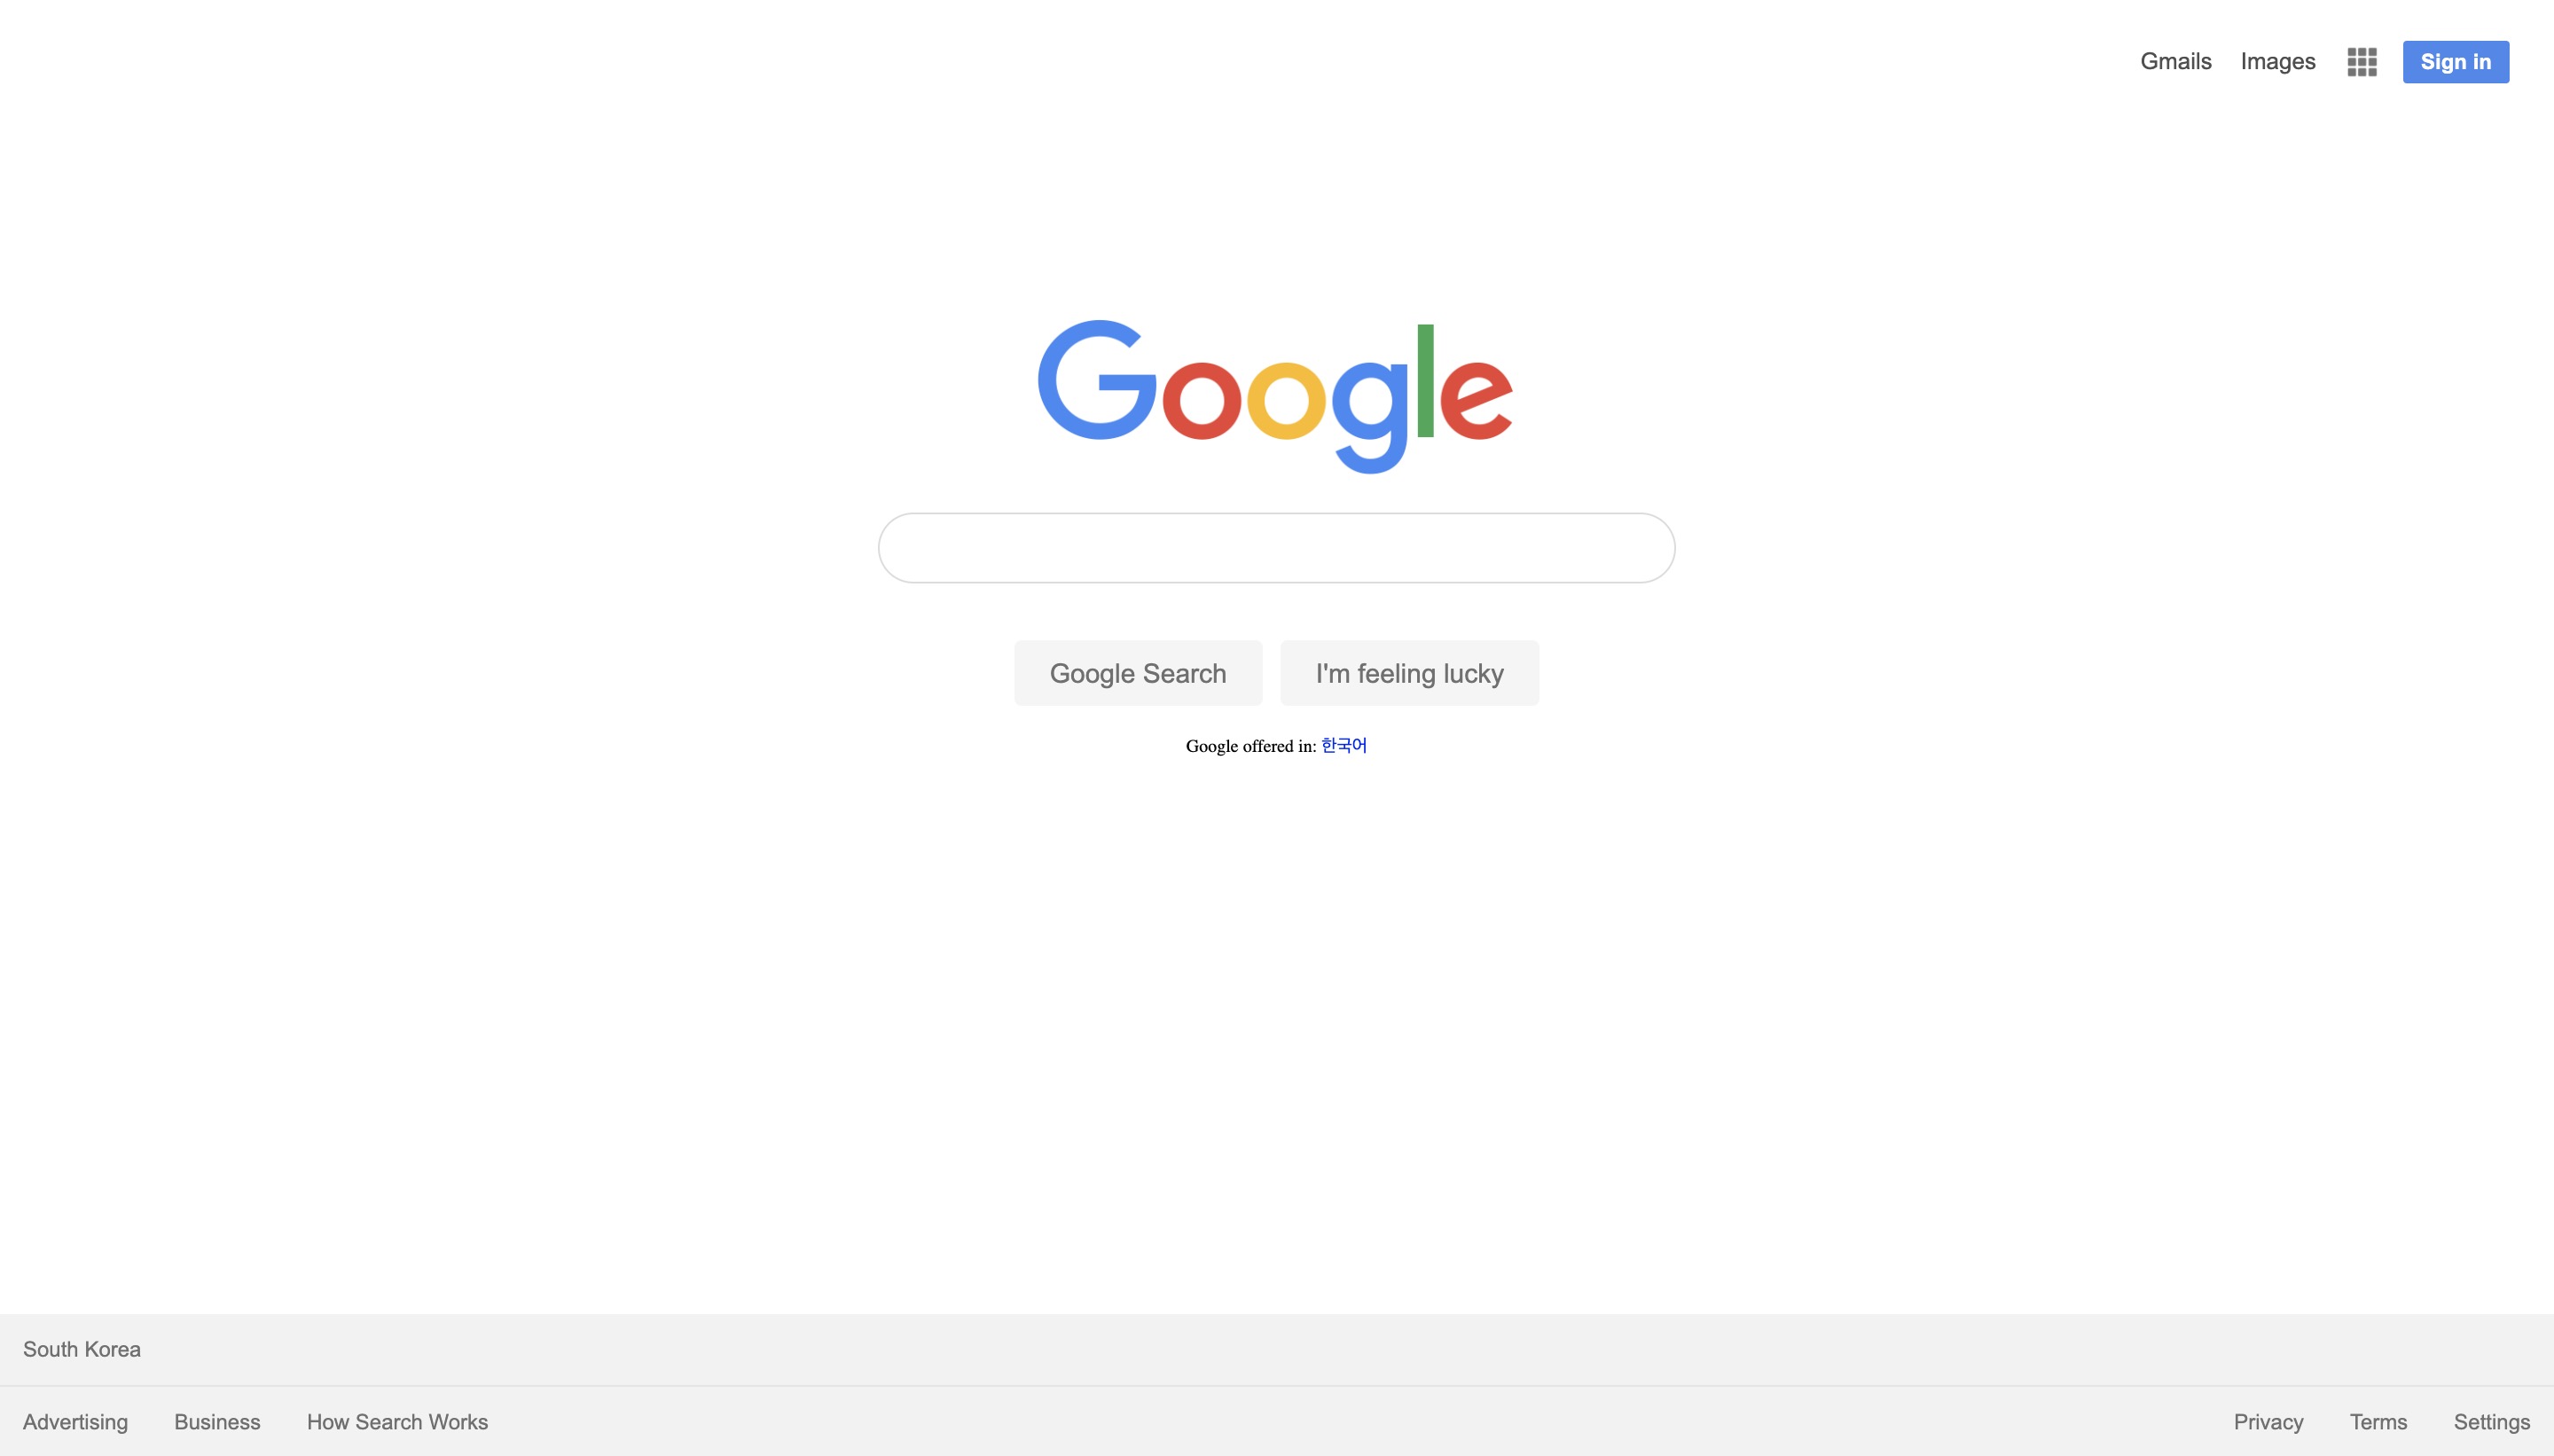 Gmails Images Sign in
Google
Google Search I'm feeling lucky
Google offered in: 한국어
South Korea
Advertising Business How Search Works Privacy Terms Settings